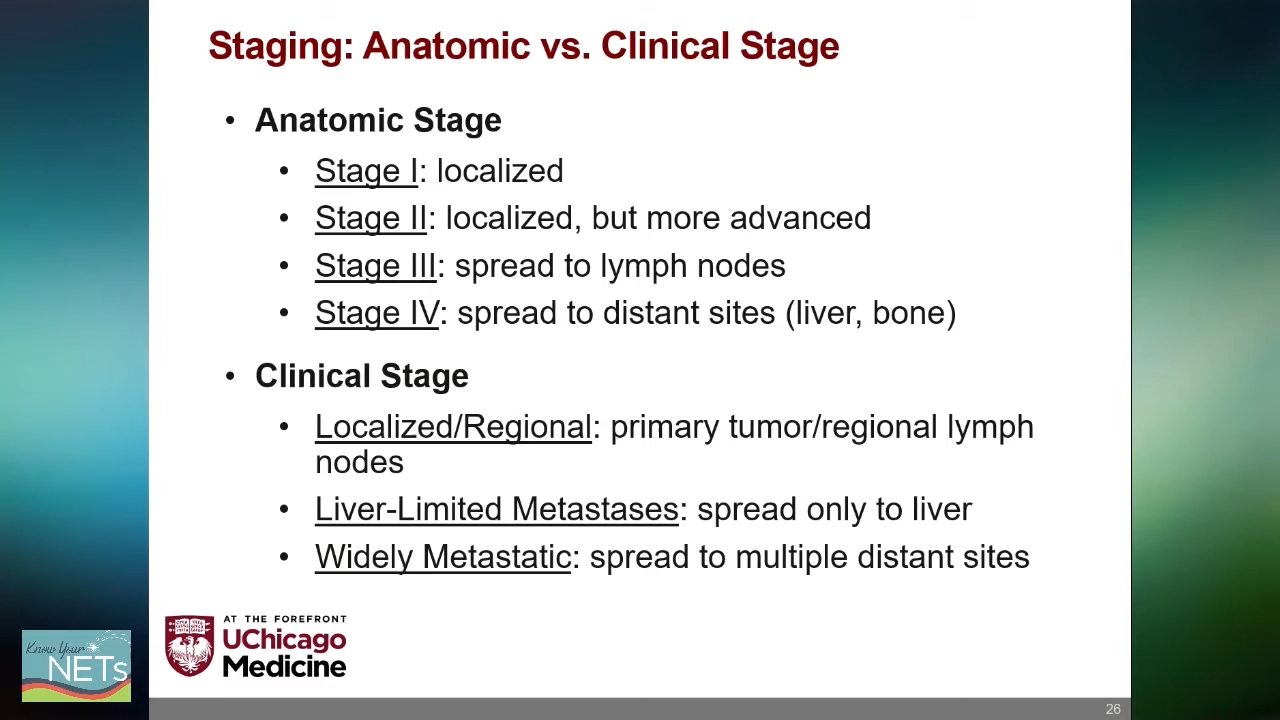 Staging: Anatomic vs. Clinical Stage
• Anatomic Stage
• Stage I: localized
• Stage II: localized, but more advanced
• Stage III: spread to lymph nodes
• Stage IV: spread to distant sites (liver, bone)
• Clinical Stage
• Localized/Regional: primary tumor/regional lymph
nodes
• Liver-Limited Metastases: spread only to liver
• Widely Metastatic: spread to multiple distant sites
AT THE FOREFRONT
UChicago
Medicine
Know Your
NETs
26